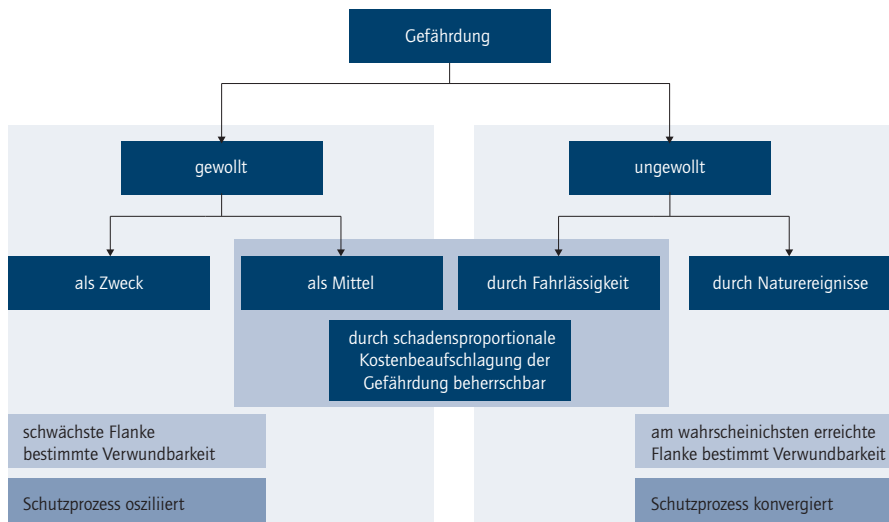 Gefährdung
gewollt
ungewollt
als Zweck
als Mittel
durch Fahrlässigkeit
durch Naturereignisse
durch schadensproportionale
Kostenbeaufschlagung der
Gefährdung beherrschbar
schwächste Flanke
bestimmte Verwundbarkeit
am wahrscheinichsten erreichte
Flanke bestimmt Verwundbarkeit
Schutzprozess osziliiert
Schutzprozess konvergiert